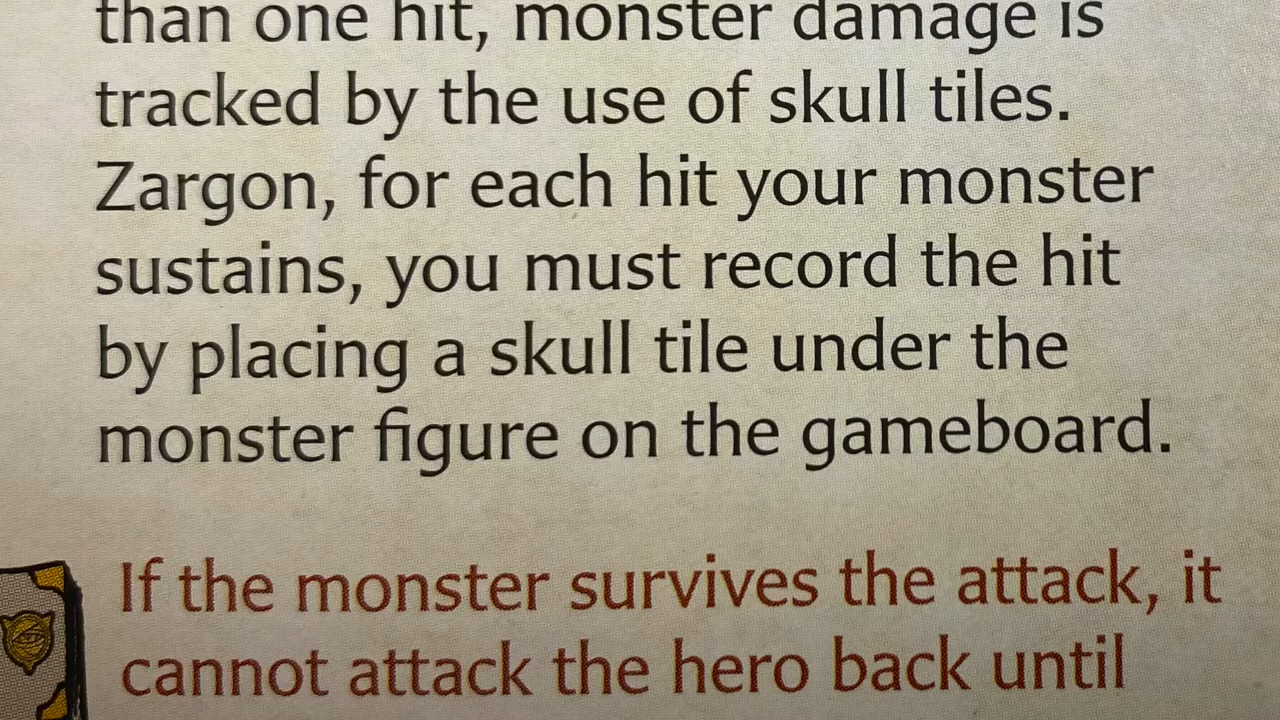 than one hit, monster damage is
tracked by the use of skull tiles.
Zargon, for each hit your monster
sustains, you must record the hit
by placing a skull tile under the
monster figure on the gameboard.
If the monster survives the attack, it
cannot attack the hero back until